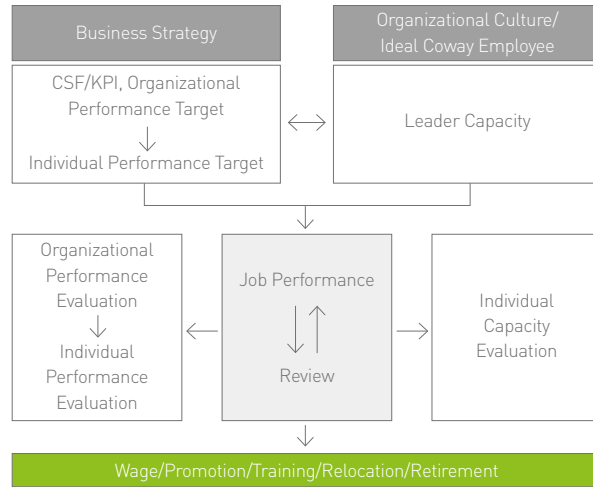 Business Strategy
Organizational Culture/
Ideal Coway Employee
CSF/KPI, Organizational
Performance Target
Individual Performance Target
Leader Capacity
Organizational
Performance
Evaluation
Individual
Performance
Evaluation
Job Performance
Review
Individual
Capacity
Evaluation
Wage/Promotion/Training/Relocation/Retirement